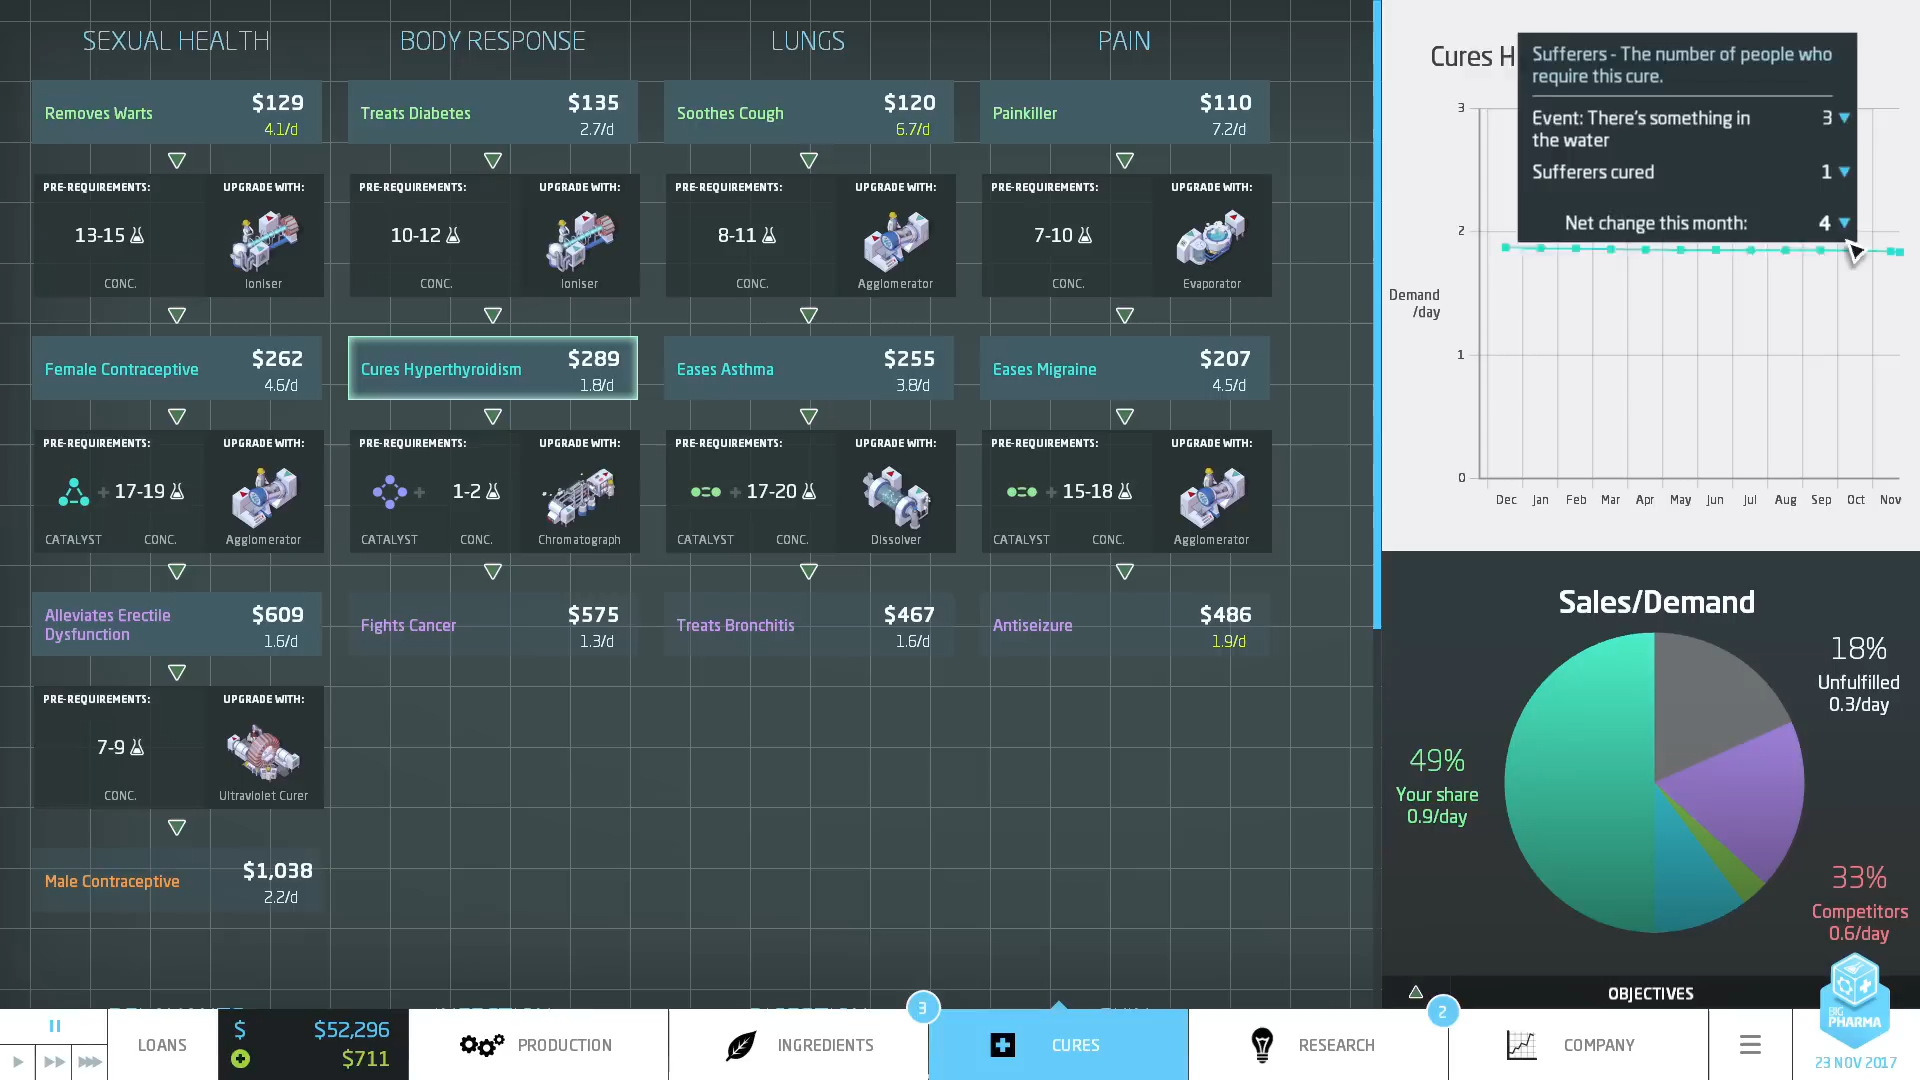 SEXUAL HEALTH
Removes Warts
$129
4.1/d
PRE-REQUIREMENTS:
UPGRADE WITH:
13-15
CONC.
Ioniser
Female Contraceptive
$262
4.6/d
PRE-REQUIREMENTS:
UPGRADE WITH:
+ 17-19
CATALYST
CONC.
Agglomerator
Alleviates Erectile
Dysfunction
$609
1.6/d
PRE-REQUIREMENTS:
UPGRADE WITH:
7-9
CONC.
Ultraviolet Curer
Male Contraceptive
$1,038
2.2/d
BODY RESPONSE
Treats Diabetes
$135
2.7/d
PRE-REQUIREMENTS:
UPGRADE WITH:
10-12
CONC.
Ioniser
Cures Hyperthyroidism
$289
1.8/d
PRE-REQUIREMENTS:
UPGRADE WITH:
+ 1-2
CATALYST
CONC.
Chromatograph
Fights Cancer
$575
1.3/d
LUNGS
Soothes Cough
$120
6.7/d
PRE-REQUIREMENTS:
UPGRADE WITH:
8-11
CONC.
Agglomerator
Eases Asthma
$255
3.8/d
PRE-REQUIREMENTS:
UPGRADE WITH:
+ 17-20
CATALYST
CONC.
Dissolver
Treats Bronchitis
$467
1.6/d
PAIN
Painkiller
$110
7.2/d
PRE-REQUIREMENTS:
UPGRADE WITH:
7-10
CONC.
Evaporator
Eases Migraine
$207
4.5/d
PRE-REQUIREMENTS:
UPGRADE WITH:
+ 15-18
CATALYST
CONC.
Agglomerator
Antiseizure
$486
1.9/d
Cures H
Sufferers - The number of people who
require this cure.
Event: There's something in
the water
3
Sufferers cured
1
Net change this month:
4
3
2
Demand
/day
1
0
Dec Jan Feb Mar Apr May Jun Jul Aug Sep Oct Nov
Sales/Demand
18%
Unfulfilled
0.3/day
49%
Your share
0.9/day
33%
Competitors
0.6/day
OBJECTIVES
LOANS
$ $52,296
$711
PRODUCTION
INGREDIENTS
3
CURES
RESEARCH
2
COMPANY
BIG
PHARMA
23 NOV 2017